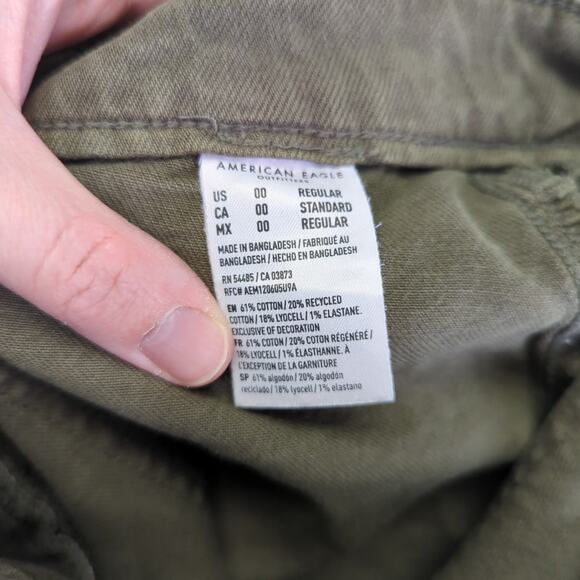 AMERICAN EAGLE
OUTFITTERS
US 00 REGULAR
CA 00 STANDARD
MX 00 REGULAR
MADE IN BANGLADESH / FABRIQUÉ AU
BANGLADESH / HECHO EN BANGLADESH
RN 54485 / CA 03873
RFC# AEM120605U9A
EN 61% COTTON / 20% RECYCLED
COTTON / 18% LYOCELL / 1% ELASTANE.
EXCLUSIVE OF DECORATION
FR 61% COTON / 20% COTON RÉGÉNÉRÉ /
18% LYOCELL / 1% ÉLASTHANNE. À
L'EXCEPTION DE LA GARNITURE
SP 61% algodón / 20% algodón
reciclado / 18% lyocell / 1% elastano